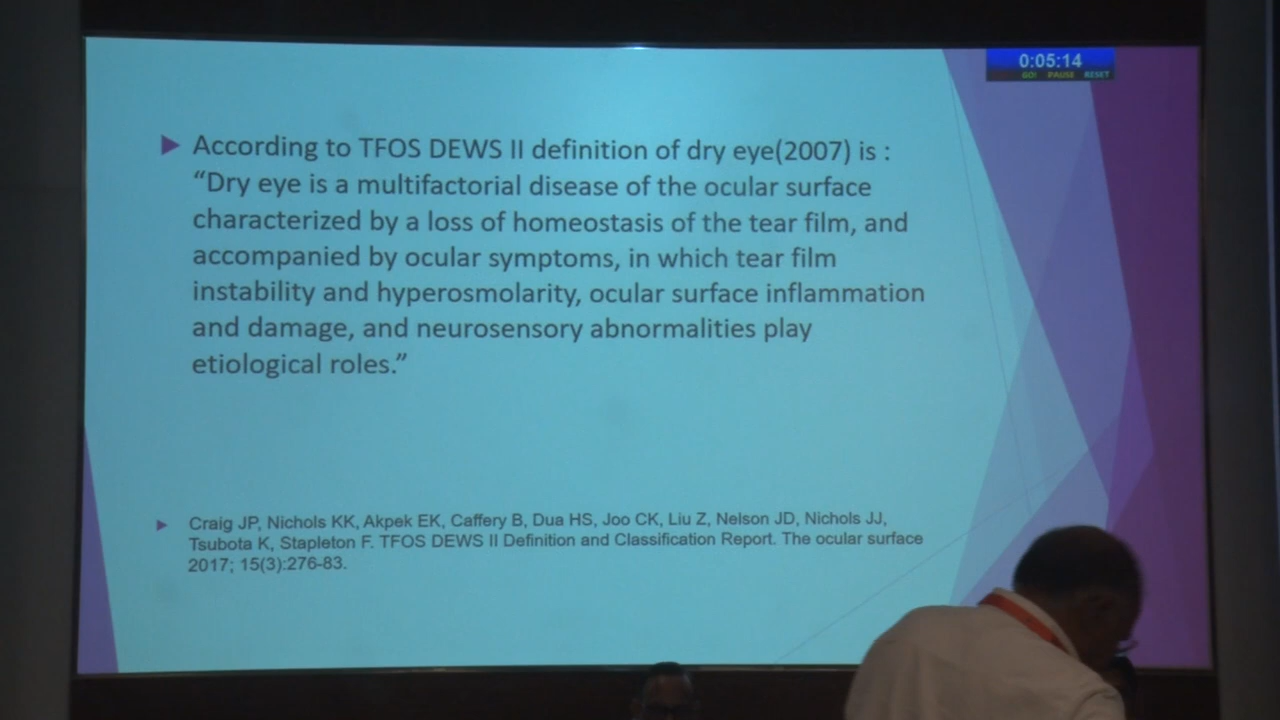 0:05:14
GO! PAUSE RESET
According to TFOS DEWS II definition of dry eye(2007) is :
“Dry eye is a multifactorial disease of the ocular surface
characterized by a loss of homeostasis of the tear film, and
accompanied by ocular symptoms, in which tear film
instability and hyperosmolarity, ocular surface inflammation
and damage, and neurosensory abnormalities play
etiological roles.”
Craig JP, Nichols KK, Akpek EK, Caffery B, Dua HS, Joo CK, Liu Z, Nelson JD, Nichols JJ,
Tsubota K, Stapleton F. TFOS DEWS II Definition and Classification Report. The ocular surface
2017; 15(3):276-83.